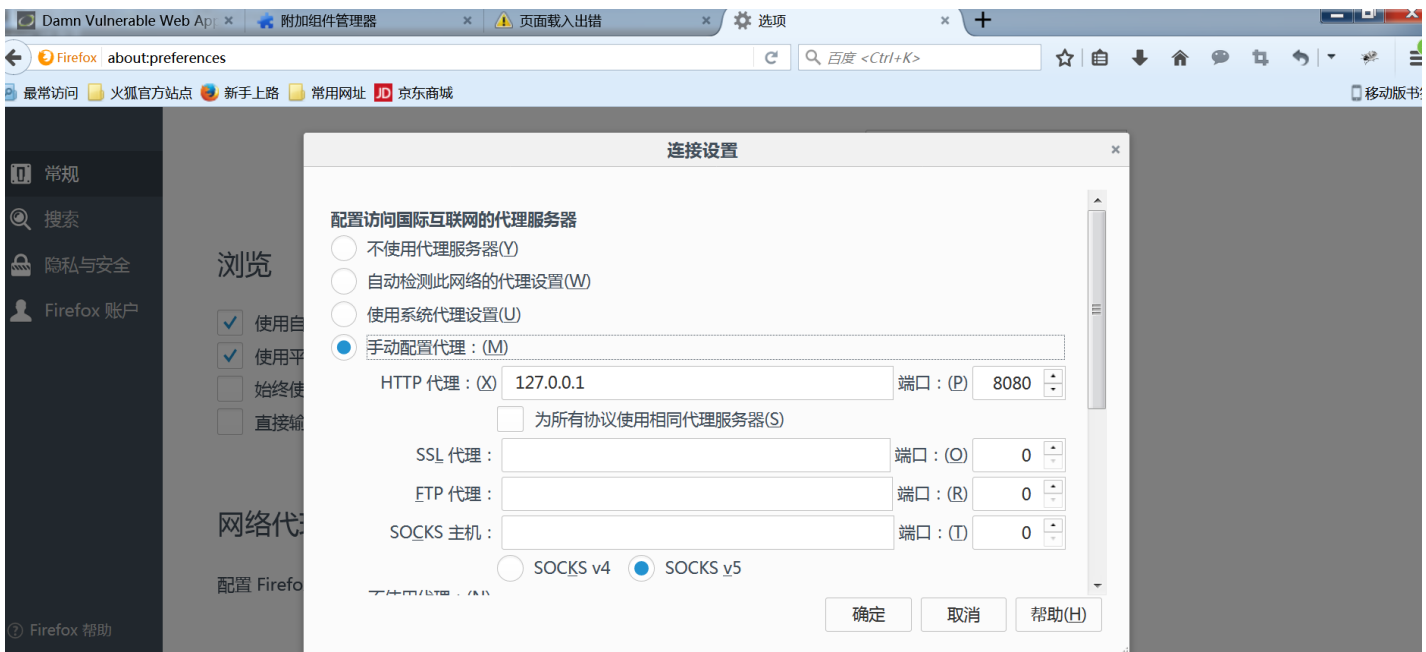 Damn Vulnerable Web App × 附加组件管理器 × 页面载入出错 × 选项 × +
Firefox about:preferences 百度 <Ctrl+K>
最常访问 火狐官方站点 新手上路 常用网址 JD 京东商城 移动版书签
连接设置 ×
常规
搜索
隐私与安全
Firefox 账户
浏览
使用自
使用平
始终使
直接输
网络代理
配置 Firefo
Firefox 帮助
配置访问国际互联网的代理服务器
不使用代理服务器(Y)
自动检测此网络的代理设置(W)
使用系统代理设置(U)
手动配置代理：(M)
HTTP 代理：(X) 127.0.0.1 端口：(P) 8080
为所有协议使用相同代理服务器(S)
SSL 代理： 端口：(O) 0
FTP 代理： 端口：(R) 0
SOCKS 主机： 端口：(T) 0
SOCKS v4 SOCKS v5
不使用代理：(N)
确定 取消 帮助(H)